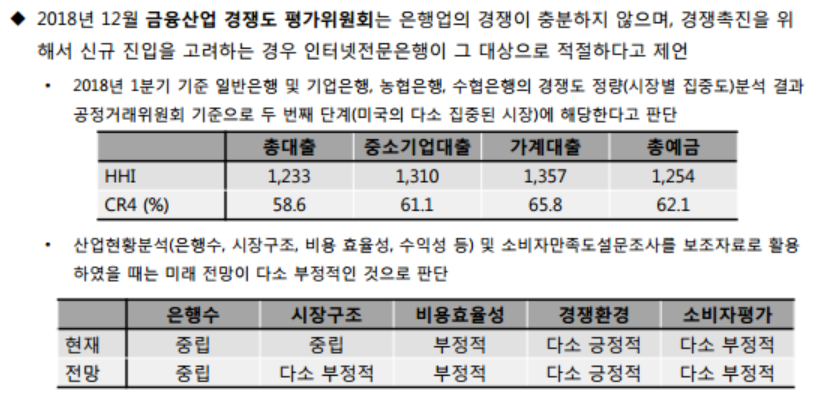 ◆ 2018년 12월 금융산업 경쟁도 평가위원회는 은행업의 경쟁이 충분하지 않으며, 경쟁촉진을 위
해서 신규 진입을 고려하는 경우 인터넷전문은행이 그 대상으로 적절하다고 제언
• 2018년 1분기 기준 일반은행 및 기업은행, 농협은행, 수협은행의 경쟁도 정량(시장별 집중도)분석 결과
공정거래위원회 기준으로 두 번째 단계(미국의 다소 집중된 시장)에 해당한다고 판단
총대출 중소기업대출 가계대출 총예금
HHI 1,233 1,310 1,357 1,254
CR4 (%) 58.6 61.1 65.8 62.1
• 산업현황분석(은행수, 시장구조, 비용 효율성, 수익성 등) 및 소비자만족도설문조사를 보조자료로 활용
하였을 때는 미래 전망이 다소 부정적인 것으로 판단
은행수 시장구조 비용효율성 경쟁환경 소비자평가
현재 중립 중립 부정적 다소 긍정적 다소 부정적
전망 중립 다소 부정적 부정적 다소 긍정적 다소 부정적